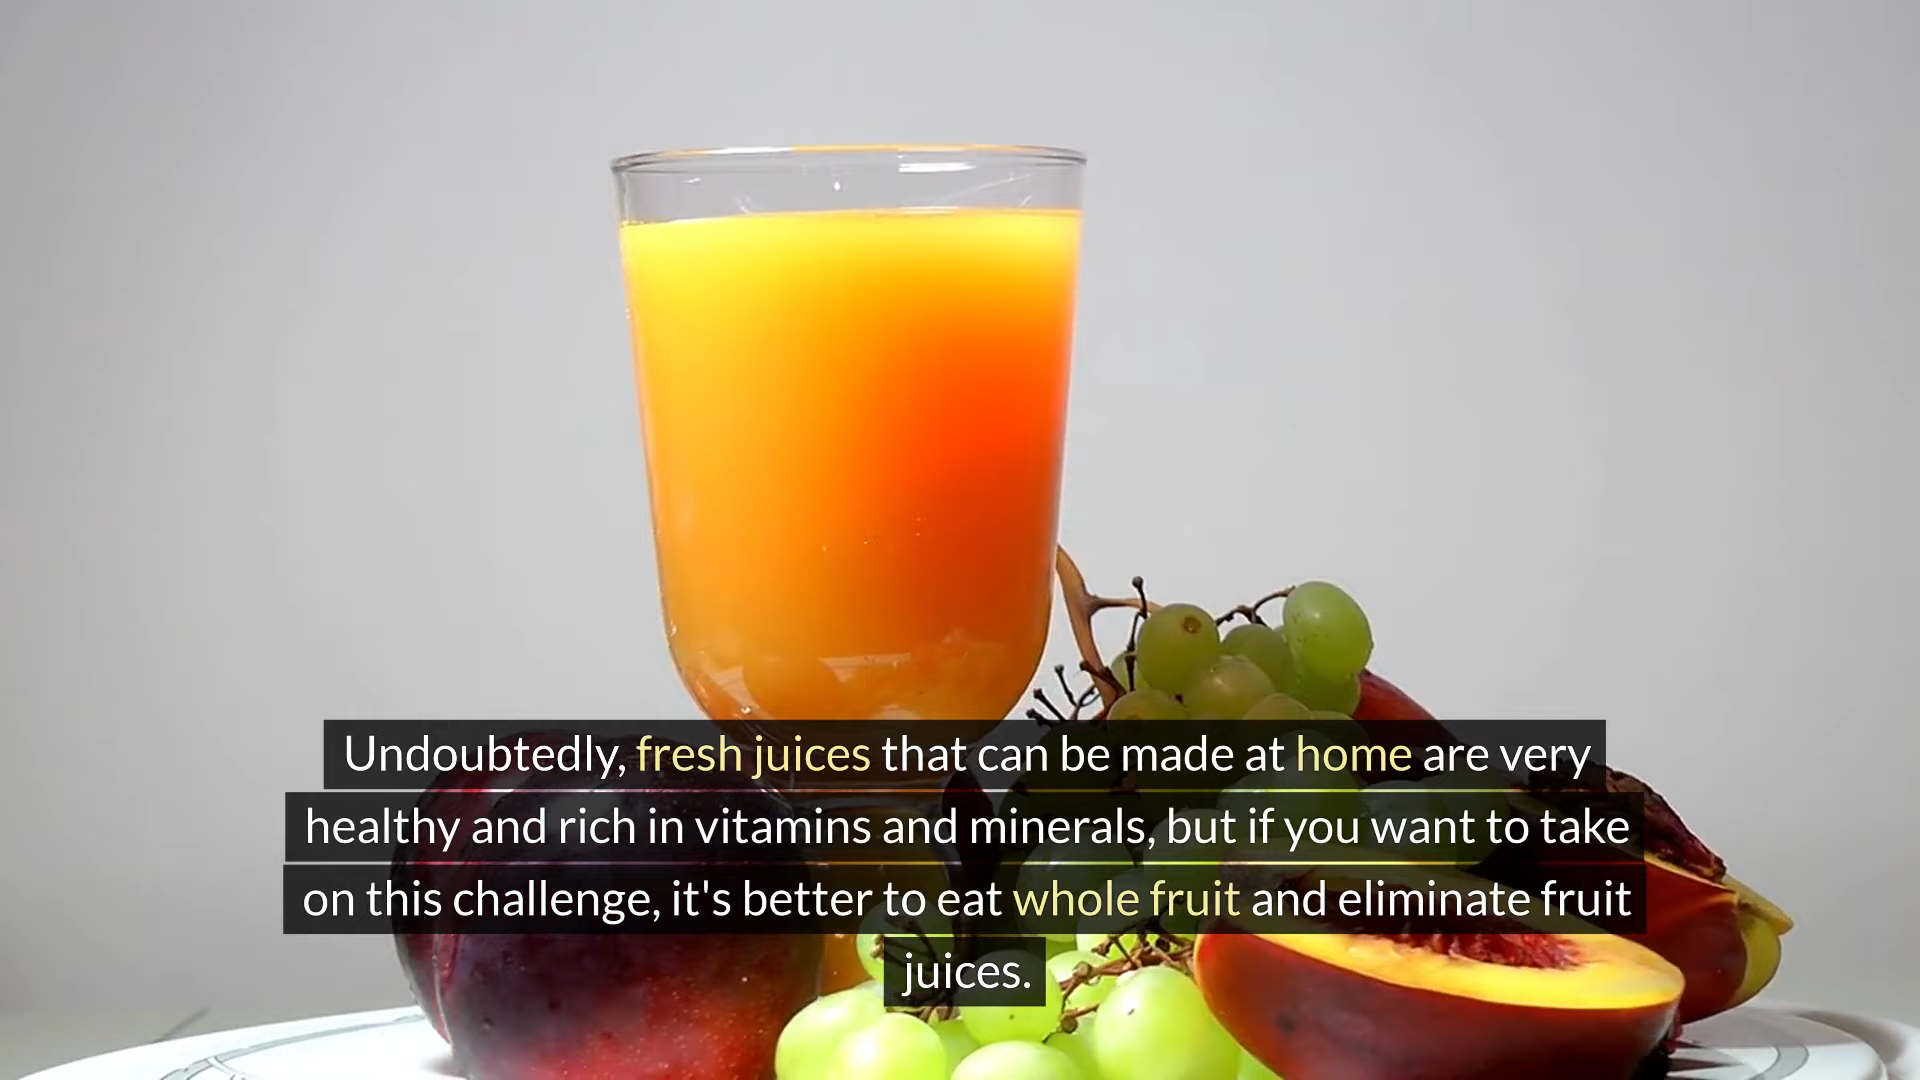 Undoubtedly, fresh juices that can be made at home are very
healthy and rich in vitamins and minerals, but if you want to take
on this challenge, it's better to eat whole fruit and eliminate fruit
juices.